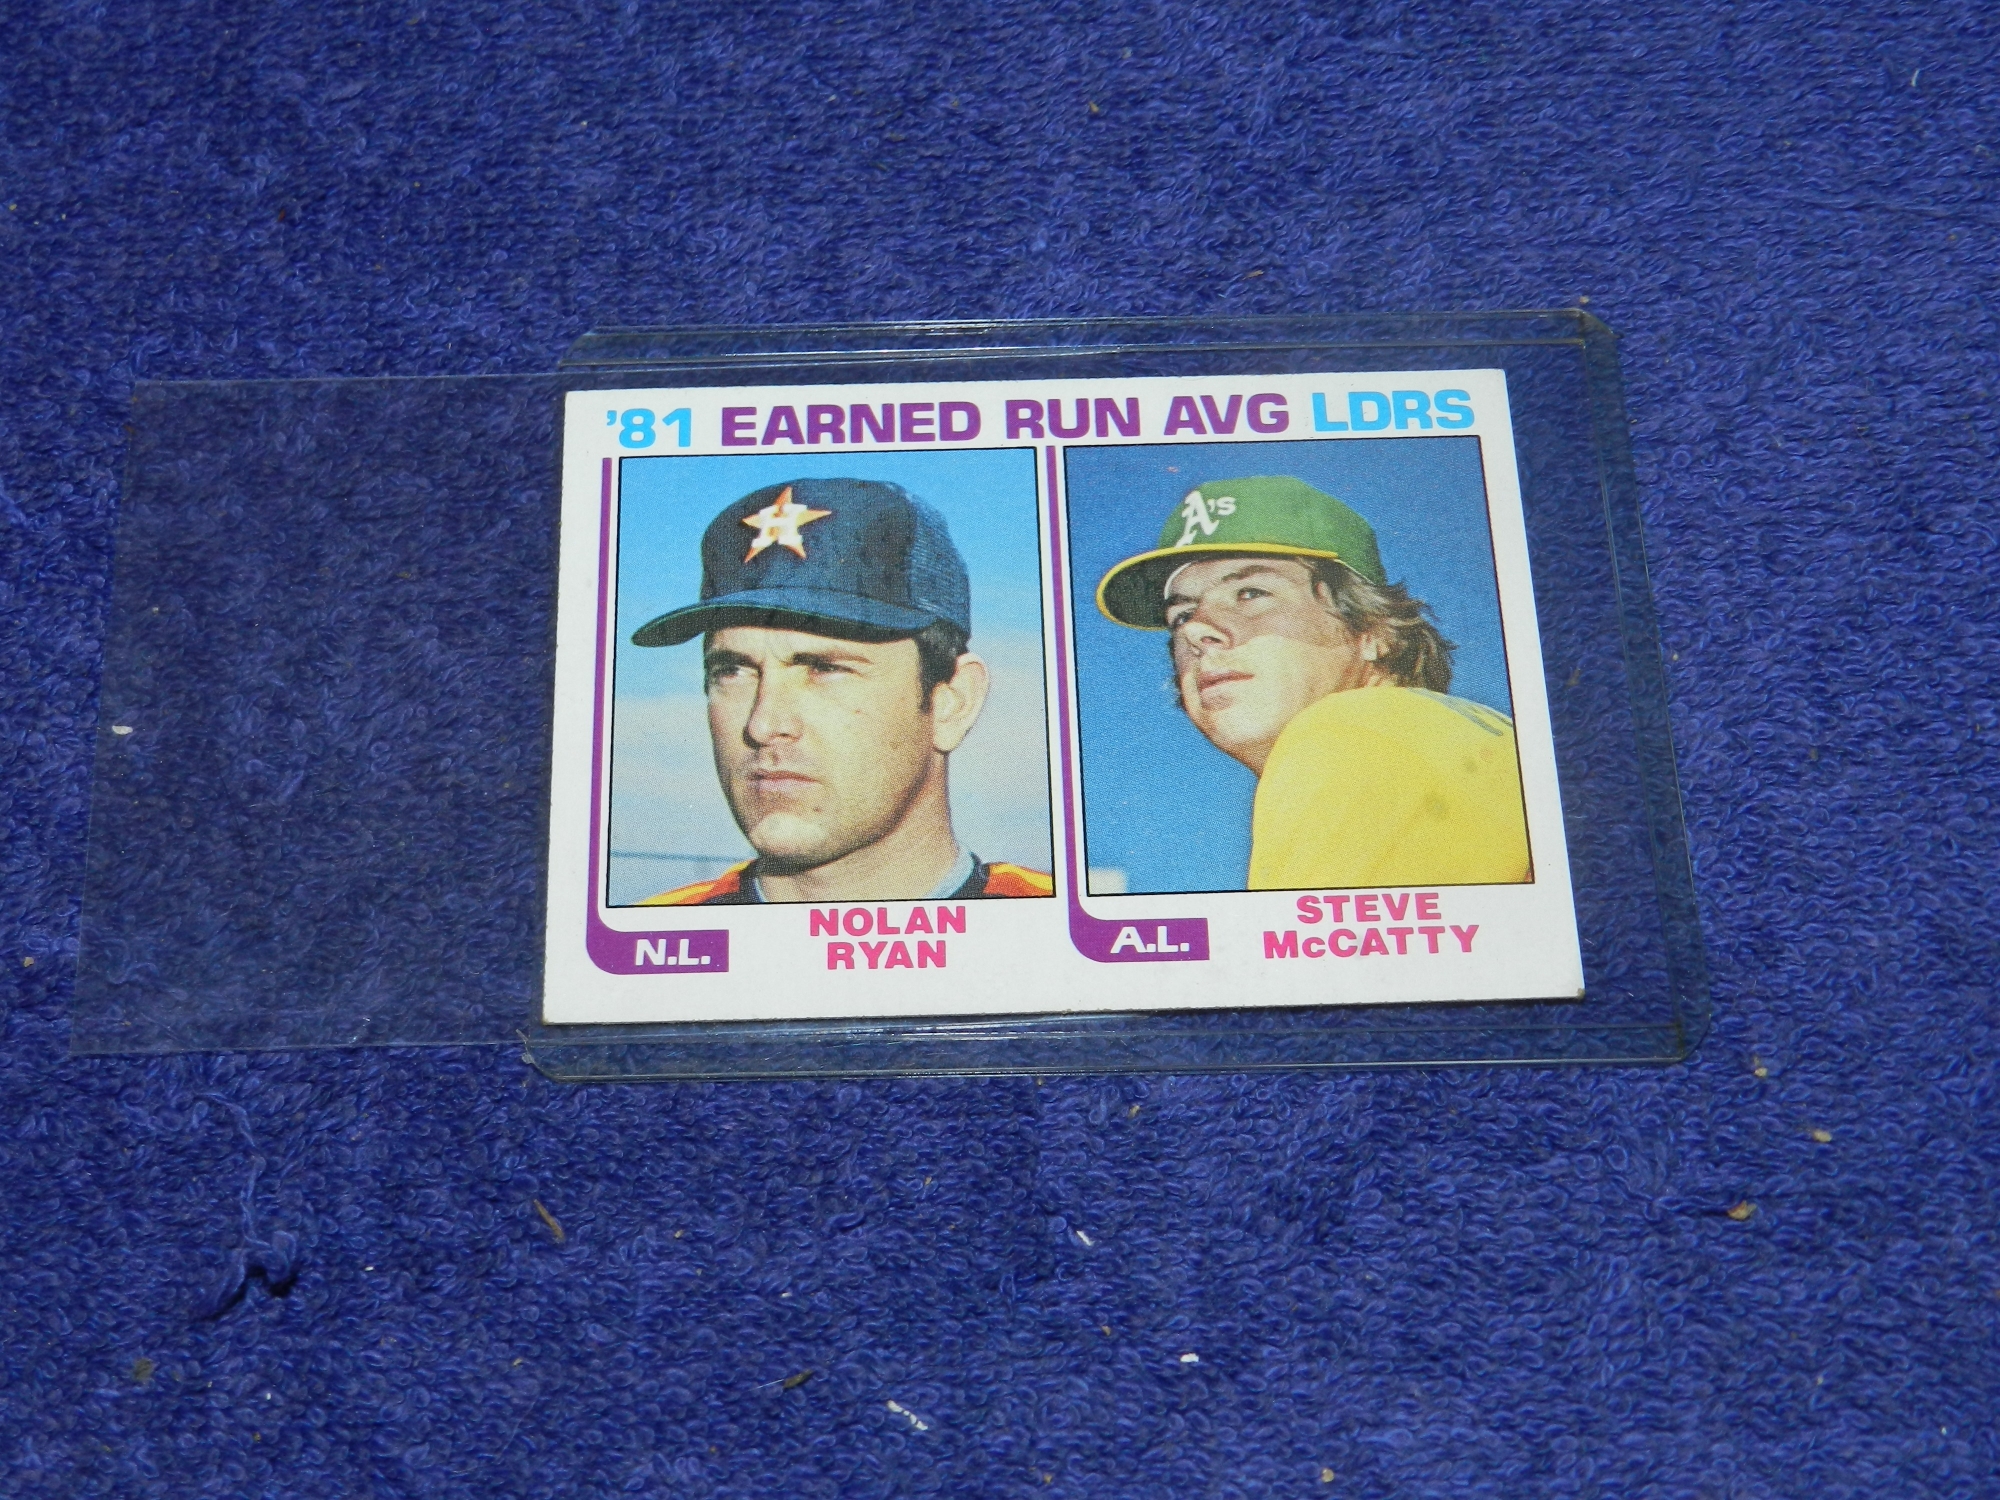 '81 EARNED RUN AVG LDRS
H
A's
N.L.
NOLAN
RYAN
A.L.
STEVE
McCATTY